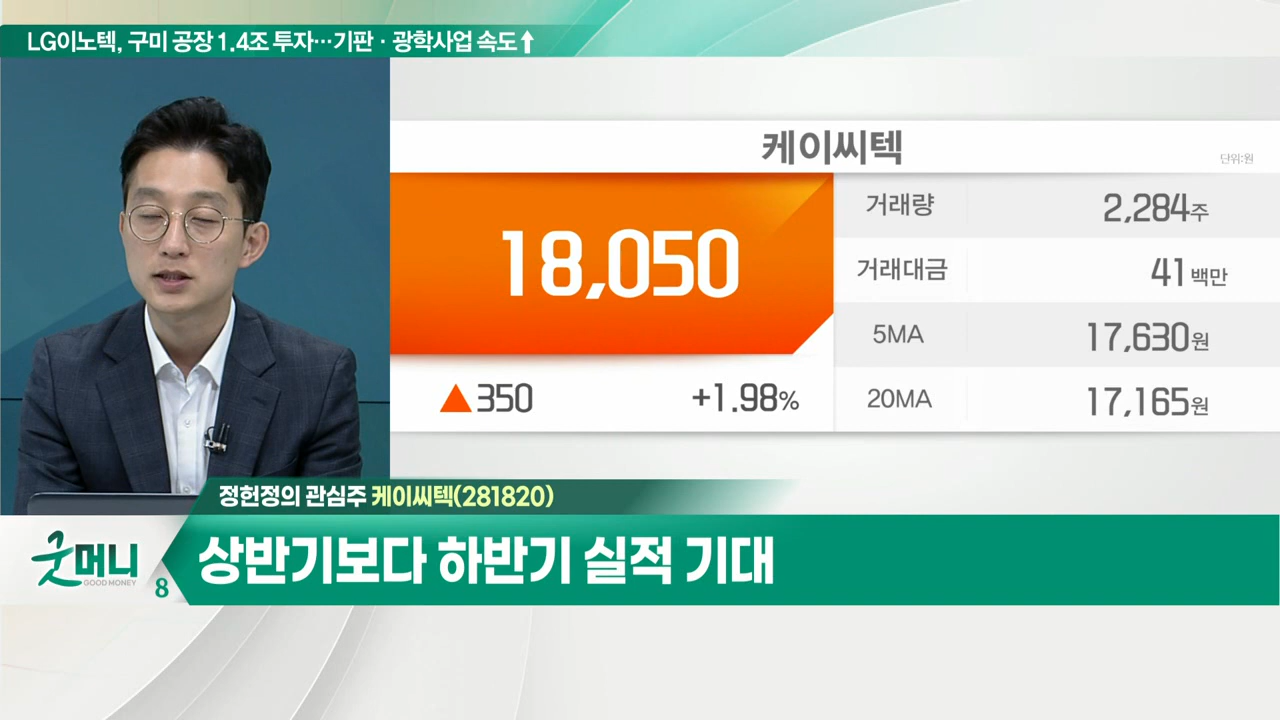 LG이노텍, 구미 공장 1.4조 투자…기판·광학사업 속도↑
케이씨텍
단위:원
18,050
▲350 +1.98%
거래량 2,284주
거래대금 41백만
5MA 17,630원
20MA 17,165원
정헌정의 관심주 케이씨텍(281820)
굿머니
GOOD MONEY
8
상반기보다 하반기 실적 기대